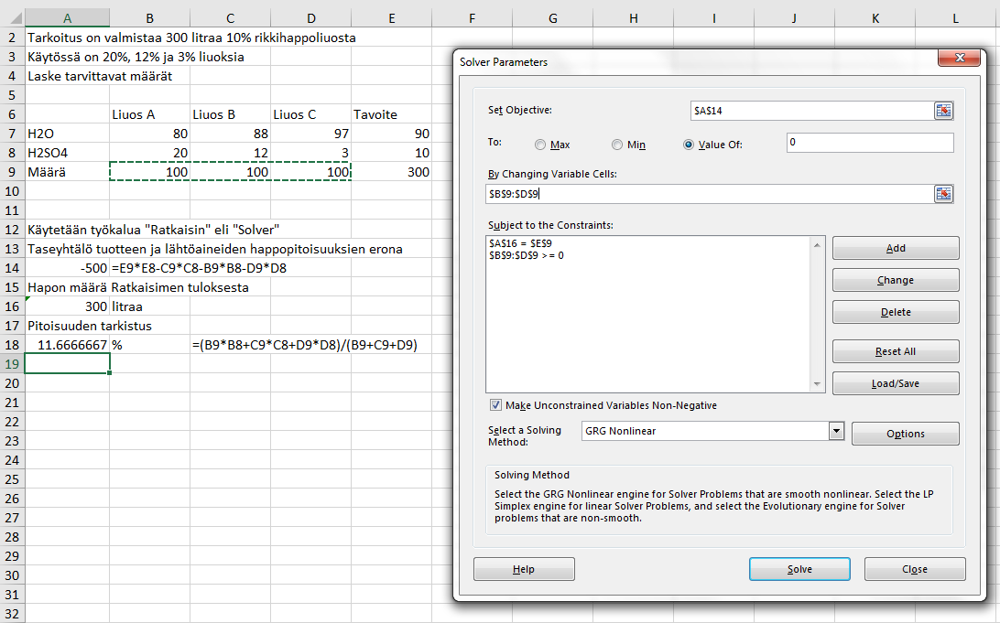 A B C D E F G H I J K L
2 Tarkoitus on valmistaa 300 litraa 10% rikkihappoliuosta
3 Käytössä on 20%, 12% ja 3% liuoksia
4 Laske tarvittavat määrät
5
6 Liuos A Liuos B Liuos C Tavoite
7 H2O 80 88 97 90
8 H2SO4 20 12 3 10
9 Määrä 100 100 100 300
10
11
12 Käytetään työkalua "Ratkaisin" eli "Solver"
13 Taseyhtälö tuotteen ja lähtöaineiden happopitoisuuksien erona
14 -500 =E9*E8-C9*C8-B9*B8-D9*D8
15 Hapon määrä Ratkaisimen tuloksesta
16 300 litraa
17 Pitoisuuden tarkistus
18 11.6666667 % =(B9*B8+C9*C8+D9*D8)/(B9+C9+D9)
19
20
21
22
23
24
25
26
27
28
29
30
31
32
Solver Parameters
Set Objective: $A$14
To: Max Min Value Of: 0
By Changing Variable Cells:
$B$9:$D$9
Subject to the Constraints:
$A$16 = $E$9
$B$9:$D$9 >= 0
Add
Change
Delete
Reset All
Load/Save
Make Unconstrained Variables Non-Negative
Select a Solving
Method:
GRG Nonlinear
Options
Solving Method
Select the GRG Nonlinear engine for Solver Problems that are smooth nonlinear. Select the LP
Simplex engine for linear Solver Problems, and select the Evolutionary engine for Solver
problems that are non-smooth.
Help Solve Close